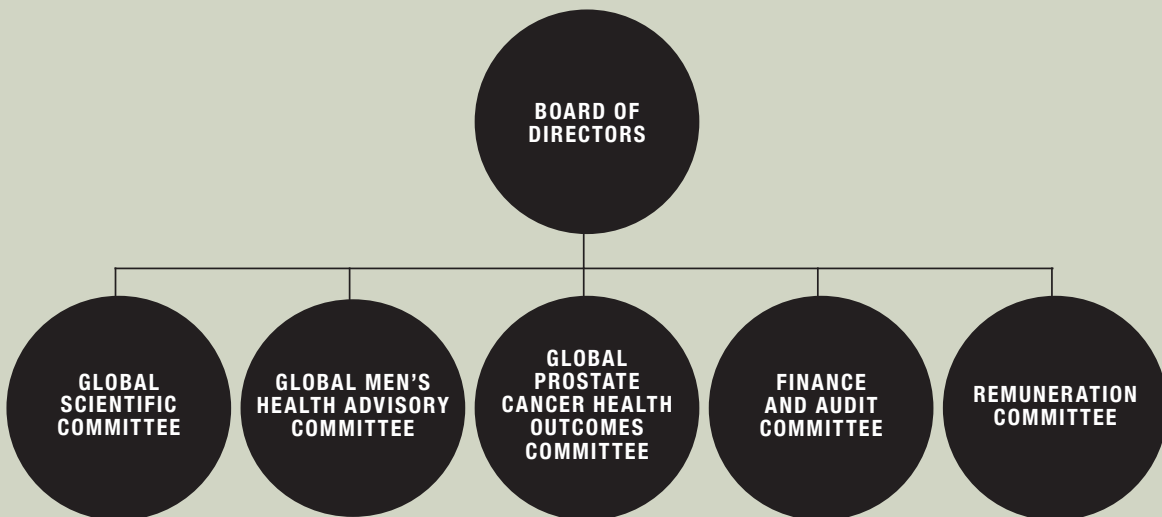 BOARD OF
DIRECTORS
GLOBAL
SCIENTIFIC
COMMITTEE
GLOBAL MEN’S
HEALTH ADVISORY
COMMITTEE
GLOBAL
PROSTATE
CANCER HEALTH
OUTCOMES
COMMITTEE
FINANCE
AND AUDIT
COMMITTEE
REMUNERATION
COMMITTEE